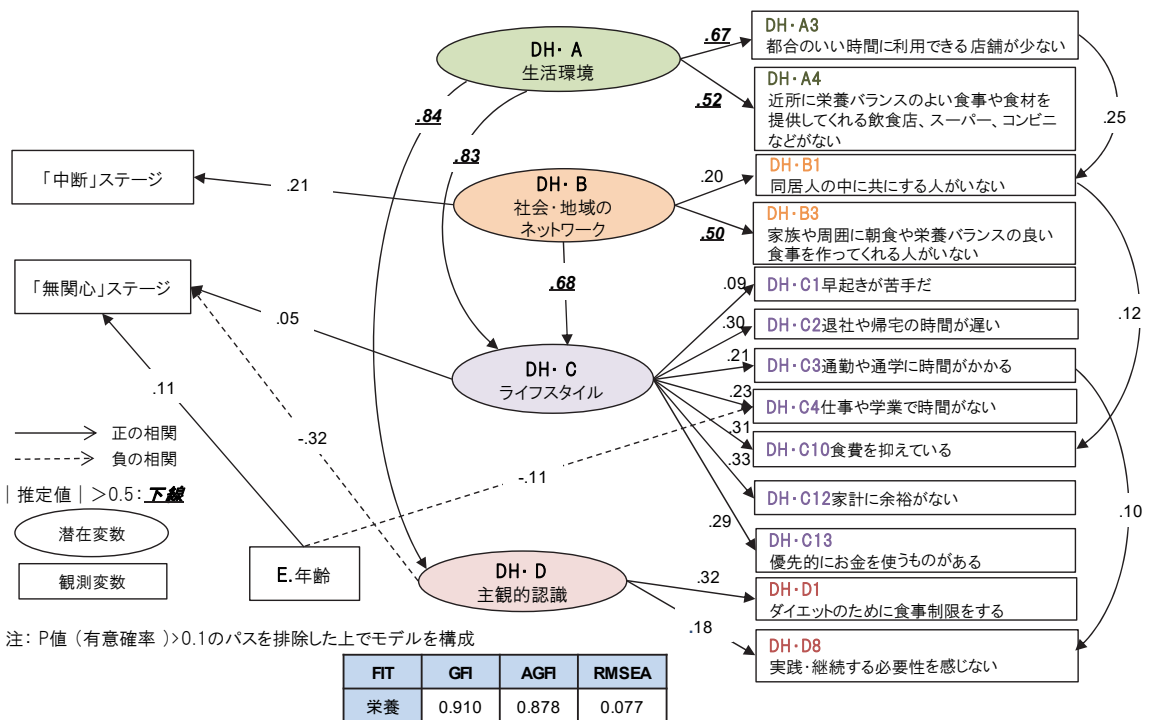 DH・A
生活環境
DH・A3
都合のいい時間に利用できる店舗が少ない
DH・A4
近所に栄養バランスのよい食事や食材を
提供してくれる飲食店、スーパー、コンビニ
などがない
.67
.52
.84
.83
.25
「中断」ステージ
.21
DH・B
社会・地域の
ネットワーク
.20
.50
DH・B1
同居人の中に共にする人がいない
DH・B3
家族や周囲に朝食や栄養バランスの良い
食事を作ってくれる人がいない
.68
「無関心」ステージ
.05
.11
DH・C
ライフスタイル
.09
DH・C1早起きが苦手だ
.30
DH・C2退社や帰宅の時間が遅い
.12
.21
DH・C3通勤や通学に時間がかかる
.23
DH・C4仕事や学業で時間がない
.31
DH・C10食費を抑えている
.33
DH・C12家計に余裕がない
.29
DH・C13
優先的にお金を使うものがある
.10
正の相関
負の相関
-.32
-.11
|推定値|>0.5:下線
潜在変数
観測変数
E.年齢
DH・D
主観的認識
.32
DH・D1
ダイエットのために食事制限をする
.18
DH・D8
実践・継続する必要性を感じない
注: P値 (有意確率 )>0.1のパスを排除した上でモデルを構成
FIT GFI AGFI RMSEA
栄養 0.910 0.878 0.077